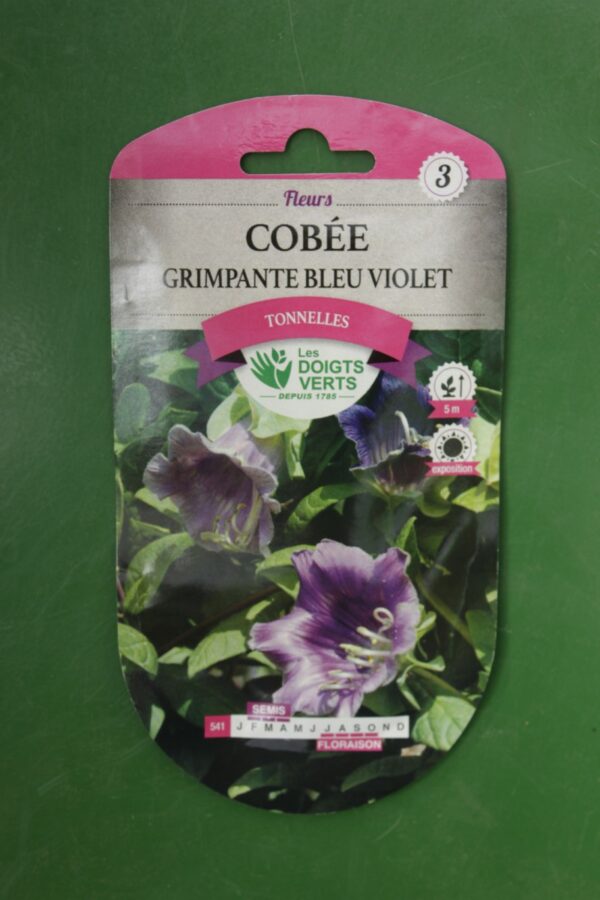 3
Fleurs
COBÉE
GRIMPANTE BLEU VIOLET
TONNELLES
Les
DOIGTS
VERTS
DEPUIS 1785
5 m
exposition
SEMIS
541 J F M A M J J A S O N D
FLORAISON